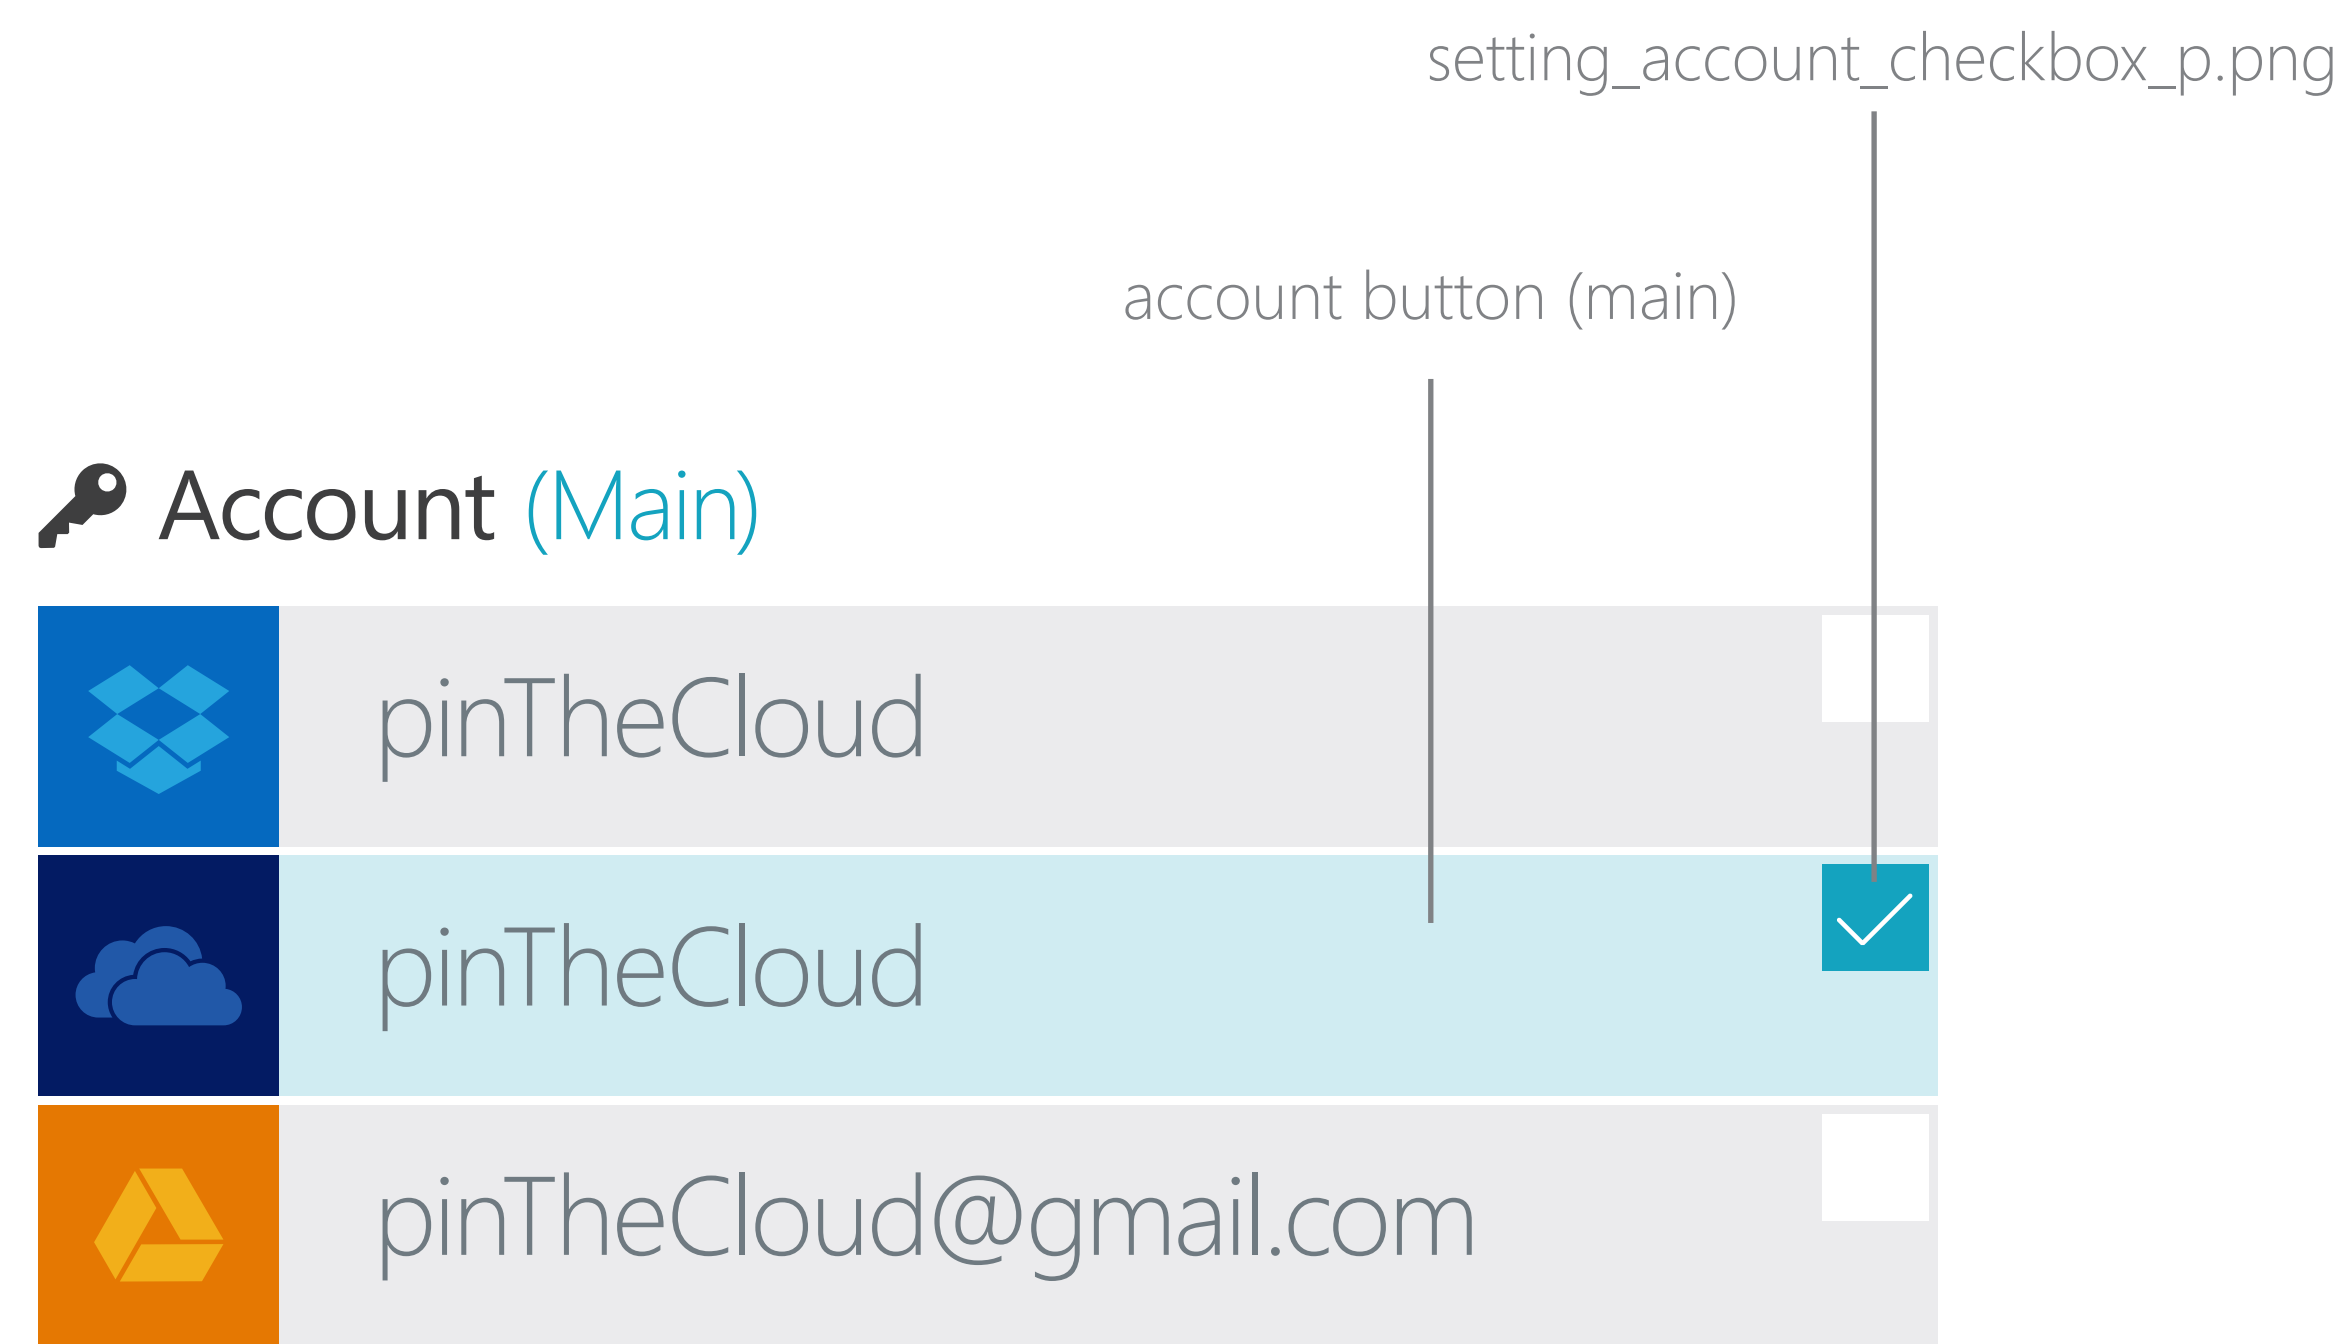 setting_account_checkbox_p.png
account button (main)
Account (Main)
pinTheCloud
pinTheCloud
pinTheCloud@gmail.com